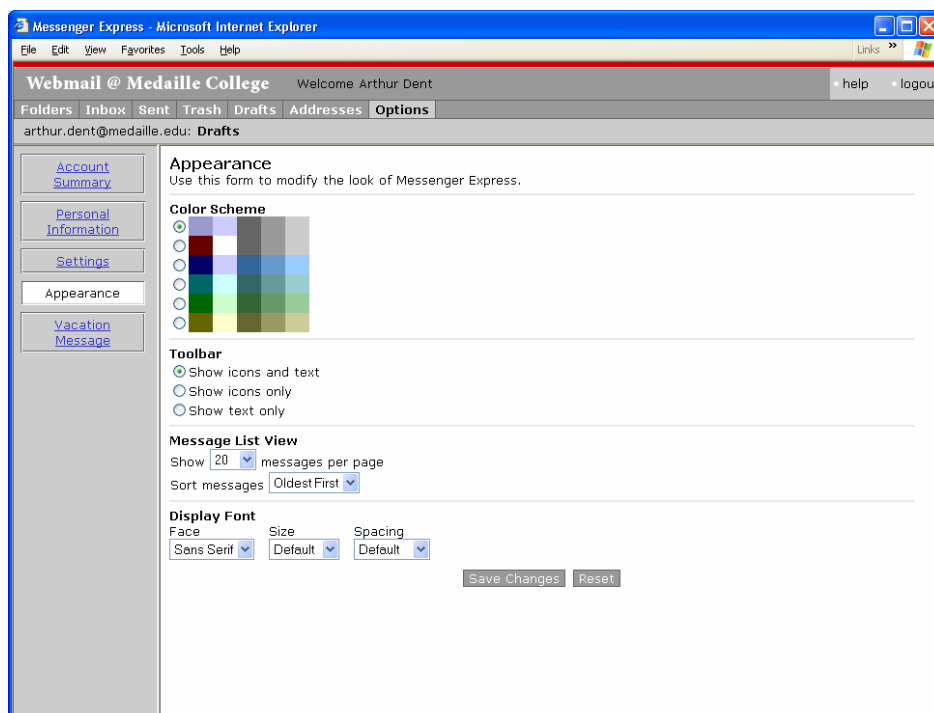 Messenger Express - Microsoft Internet Explorer
File Edit View Favorites Tools Help Links »
Webmail @ Medaille College Welcome Arthur Dent help logou
Folders Inbox Sent Trash Drafts Addresses Options
arthur.dent@medaille.edu: Drafts
Account
Summary
Personal
Information
Settings
Appearance
Vacation
Message
Appearance
Use this form to modify the look of Messenger Express.
Color Scheme
Toolbar
Show icons and text
Show icons only
Show text only
Message List View
Show 20 messages per page
Sort messages Oldest First
Display Font
Face Size Spacing
Sans Serif Default Default
Save Changes Reset